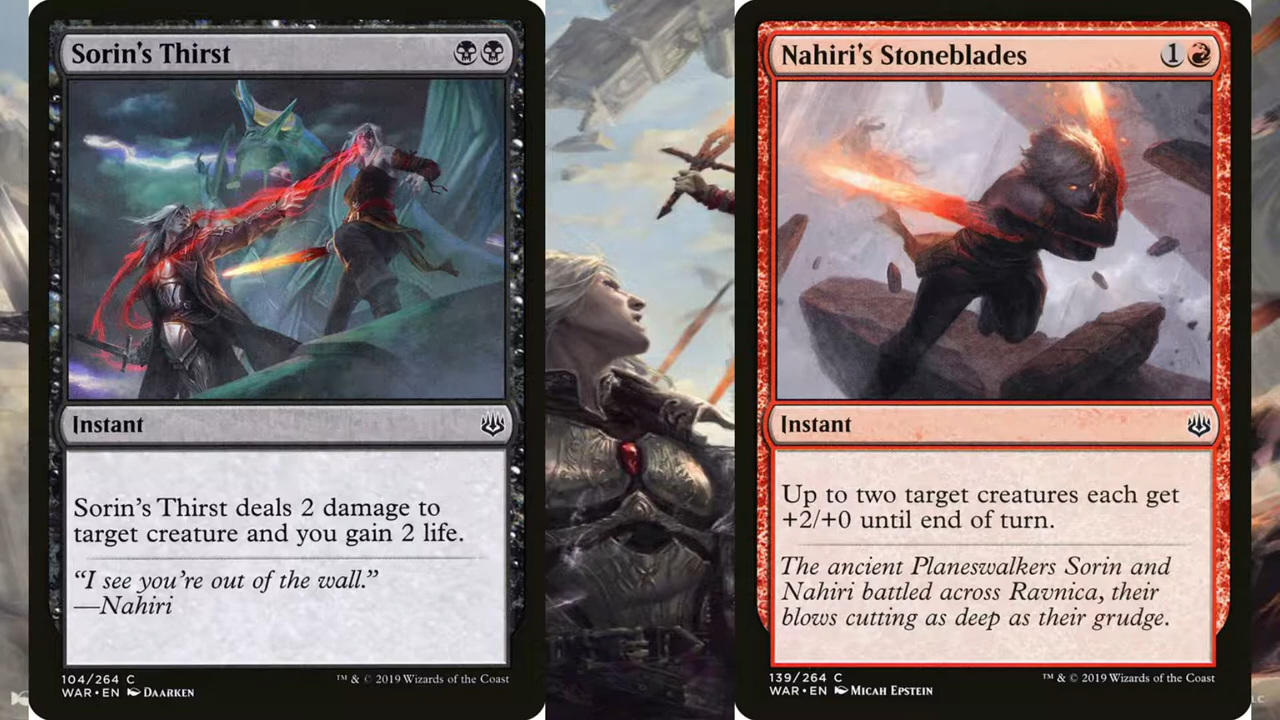 Sorin's Thirst
Instant
Sorin's Thirst deals 2 damage to
target creature and you gain 2 life.
"I see you're out of the wall."
—Nahiri
104/264 C
™ & © 2019 Wizards of the Coast
WAR • EN Daarken
Nahiri's Stoneblades
1
Instant
Up to two target creatures each get
+2/+0 until end of turn.
The ancient Planeswalkers Sorin and
Nahiri battled across Ravnica, their
blows cutting as deep as their grudge.
139/264 C
™ & © 2019 Wizards of the Coast
WAR • EN Micah Epstein